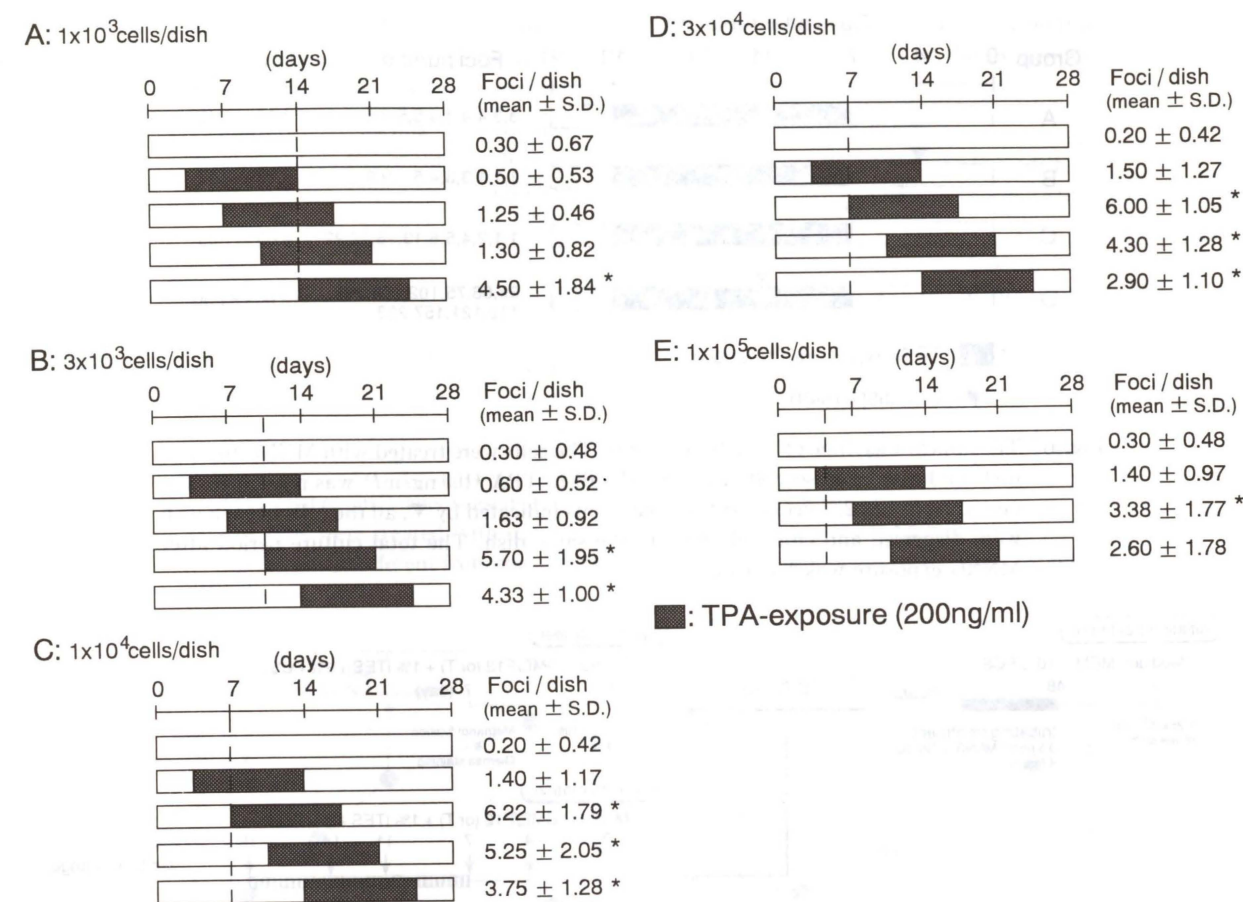 A: 1x10³cells/dish
(days)
0 7 14 21 28
Foci / dish
(mean ± S.D.)
0.30 ± 0.67
0.50 ± 0.53
1.25 ± 0.46
1.30 ± 0.82
4.50 ± 1.84 *
B: 3x10³cells/dish
(days)
0 7 14 21 28
Foci / dish
(mean ± S.D.)
0.30 ± 0.48
0.60 ± 0.52
1.63 ± 0.92
5.70 ± 1.95 *
4.33 ± 1.00 *
C: 1x10⁴cells/dish
(days)
0 7 14 21 28
Foci / dish
(mean ± S.D.)
0.20 ± 0.42
1.40 ± 1.17
6.22 ± 1.79 *
5.25 ± 2.05 *
3.75 ± 1.28 *
D: 3x10⁴cells/dish
(days)
0 7 14 21 28
Foci / dish
(mean ± S.D.)
0.20 ± 0.42
1.50 ± 1.27
6.00 ± 1.05 *
4.30 ± 1.28 *
2.90 ± 1.10 *
E: 1x10⁵cells/dish
(days)
0 7 14 21 28
Foci / dish
(mean ± S.D.)
0.30 ± 0.48
1.40 ± 0.97
3.38 ± 1.77 *
2.60 ± 1.78
: TPA-exposure (200ng/ml)